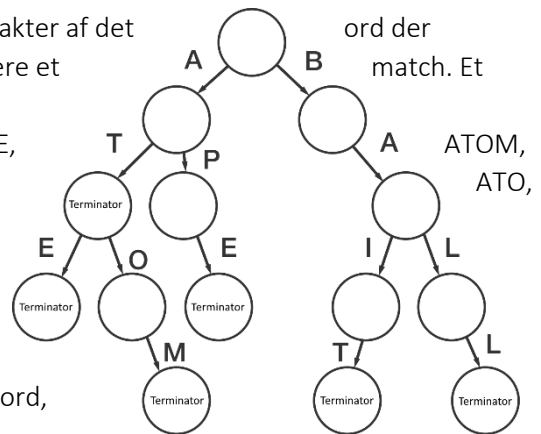 akter af det ord der
A B
ere et match. Et
T P A
E, ATOM,
ATO,
Terminator
E O E I L
Terminator Terminator
M T L
ord, Terminator Terminator Terminator